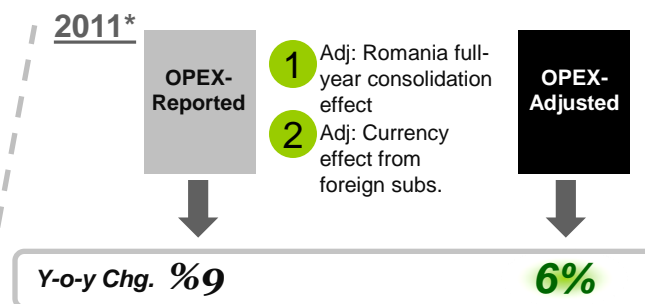 2011*
OPEX-
Reported
1
Adj: Romania full-
year consolidation
effect
2
Adj: Currency
effect from
foreign subs.
OPEX-
Adjusted
Y-o-y Chg. %9 6%